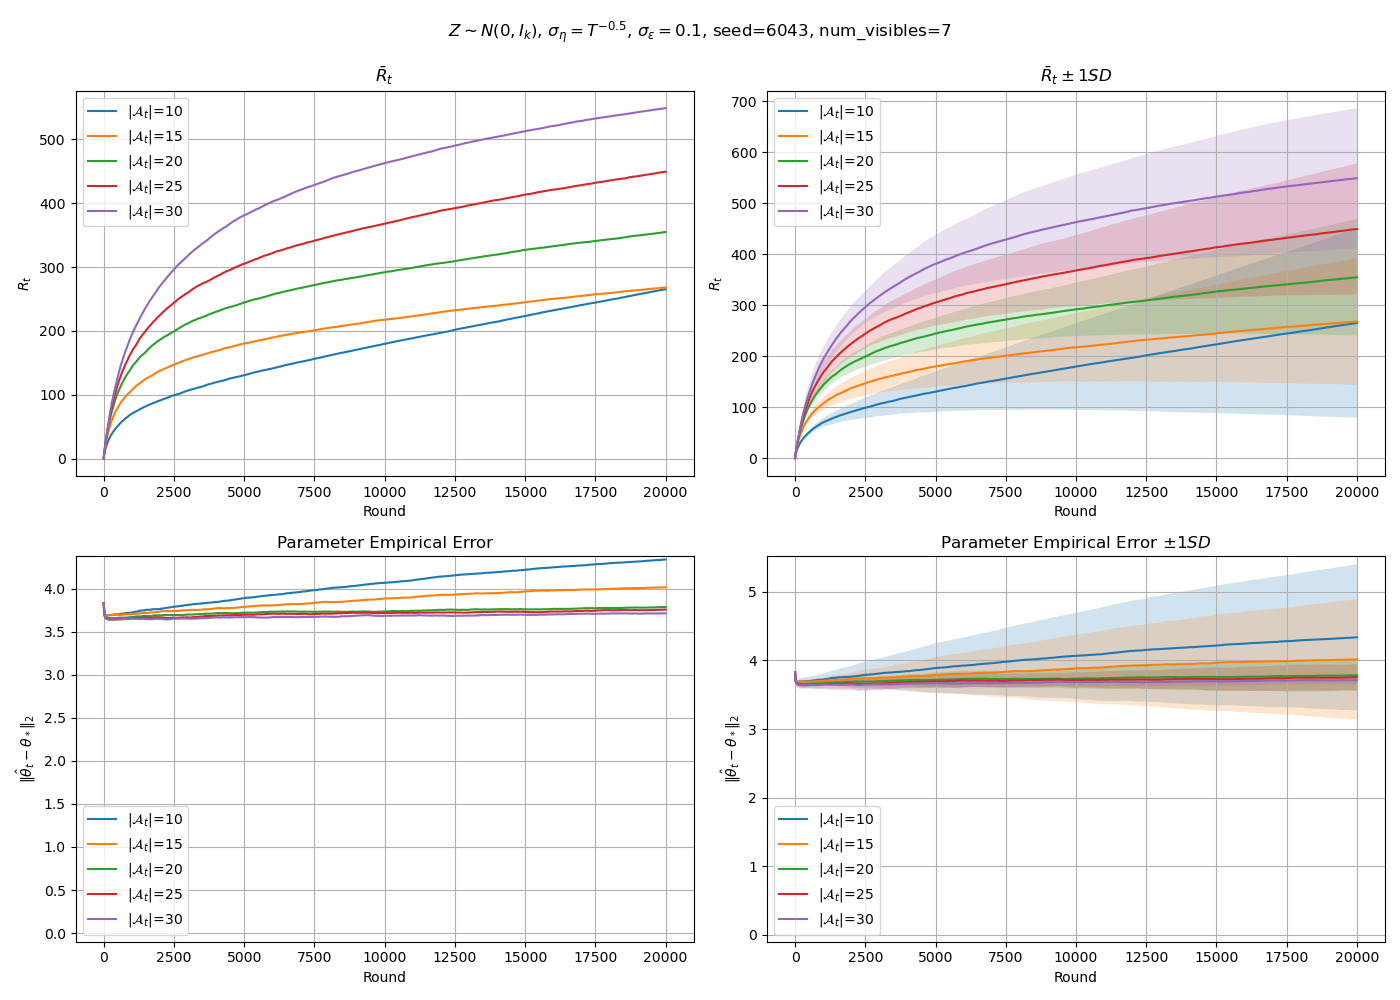 Z ∼ N(0, I_k), σ_η = T^{−0.5}, σ_ε = 0.1, seed=6043, num_visibles=7
R̄_t
R_t
500
400
300
200
100
0
|𝒜_t|=10
|𝒜_t|=15
|𝒜_t|=20
|𝒜_t|=25
|𝒜_t|=30
0 2500 5000 7500 10000 12500 15000 17500 20000
Round
R̄_t ± 1SD
R_t
700
600
500
400
300
200
100
0
|𝒜_t|=10
|𝒜_t|=15
|𝒜_t|=20
|𝒜_t|=25
|𝒜_t|=30
0 2500 5000 7500 10000 12500 15000 17500 20000
Round
Parameter Empirical Error
‖θ̂_t − θ_*‖_2
4.0
3.5
3.0
2.5
2.0
1.5
1.0
0.5
0.0
|𝒜_t|=10
|𝒜_t|=15
|𝒜_t|=20
|𝒜_t|=25
|𝒜_t|=30
0 2500 5000 7500 10000 12500 15000 17500 20000
Round
Parameter Empirical Error ±1SD
‖θ̂_t − θ_*‖_2
5
4
3
2
1
0
|𝒜_t|=10
|𝒜_t|=15
|𝒜_t|=20
|𝒜_t|=25
|𝒜_t|=30
0 2500 5000 7500 10000 12500 15000 17500 20000
Round